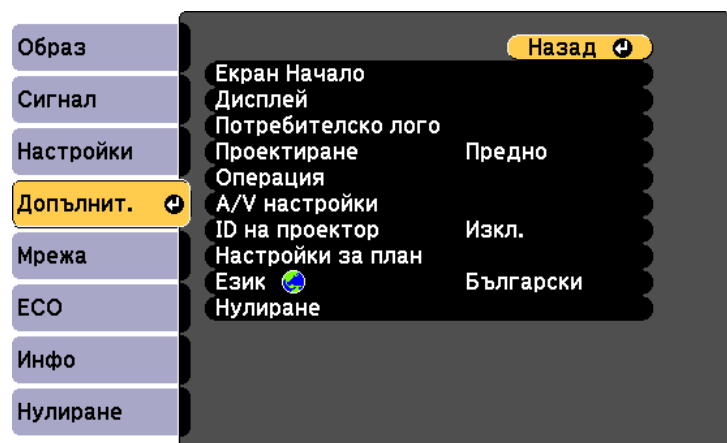 Образ
Сигнал
Настройки
Допълнит.
Мрежа
ECO
Инфо
Нулиране
Назад
Екран Начало
Дисплей
Потребителско лого
Проектиране Предно
Операция
A/V настройки
ID на проектор Изкл.
Настройки за план
Език Български
Нулиране